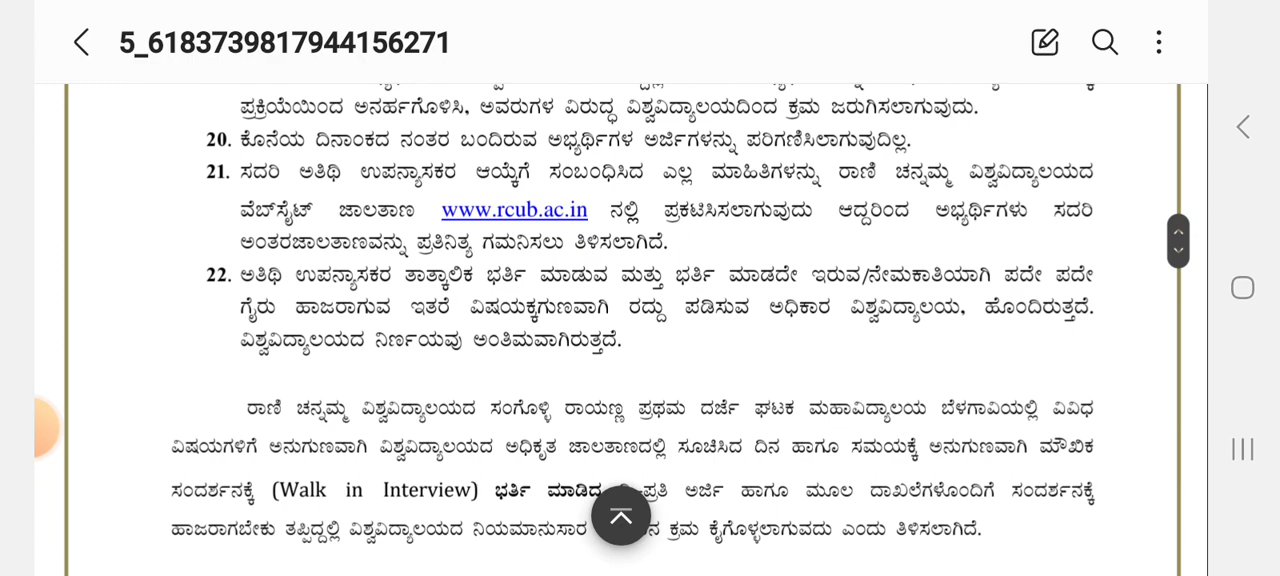 5_6183739817944156271
ಪ್ರಕ್ರಿಯೆಯಿಂದ ಅನರ್ಹಗೊಳಿಸಿ, ಅವರುಗಳ ವಿರುದ್ಧ ವಿಶ್ವವಿದ್ಯಾಲಯದಿಂದ ಕ್ರಮ ಜರುಗಿಸಲಾಗುವುದು.
20. ಕೊನೆಯ ದಿನಾಂಕದ ನಂತರ ಬಂದಿರುವ ಅಭ್ಯರ್ಥಿಗಳ ಅರ್ಜಿಗಳನ್ನು ಪರಿಗಣಿಸಿಲಾಗುವುದಿಲ್ಲ.
21. ಸದರಿ ಅತಿಥಿ ಉಪನ್ಯಾಸಕರ ಆಯ್ಕೆಗೆ ಸಂಬಂಧಿಸಿದ ಎಲ್ಲ ಮಾಹಿತಿಗಳನ್ನು ರಾಣಿ ಚನ್ನಮ್ಮ ವಿಶ್ವವಿದ್ಯಾಲಯದ
ವೆಬ್‌ಸೈಟ್ ಜಾಲತಾಣ www.rcub.ac.in ನಲ್ಲಿ ಪ್ರಕಟಿಸಿಸಲಾಗುವುದು ಆದ್ದರಿಂದ ಅಭ್ಯರ್ಥಿಗಳು ಸದರಿ
ಅಂತರಜಾಲತಾಣವನ್ನು ಪ್ರತಿನಿತ್ಯ ಗಮನಿಸಲು ತಿಳಿಸಲಾಗಿದೆ.
22. ಅತಿಥಿ ಉಪನ್ಯಾಸಕರ ತಾತ್ಕಾಲಿಕ ಭರ್ತಿ ಮಾಡುವ ಮತ್ತು ಭರ್ತಿ ಮಾಡದೇ ಇರುವ/ನೇಮಕಾತಿಯಾಗಿ ಪದೇ ಪದೇ
ಗೈರು ಹಾಜರಾಗುವ ಇತರೆ ವಿಷಯಕ್ಕಗುಣವಾಗಿ ರದ್ದು ಪಡಿಸುವ ಅಧಿಕಾರ ವಿಶ್ವವಿದ್ಯಾಲಯ, ಹೊಂದಿರುತ್ತದೆ.
ವಿಶ್ವವಿದ್ಯಾಲಯದ ನಿರ್ಣಯವು ಅಂತಿಮವಾಗಿರುತ್ತದೆ.
ರಾಣಿ ಚನ್ನಮ್ಮ ವಿಶ್ವವಿದ್ಯಾಲಯದ ಸಂಗೊಳ್ಳಿ ರಾಯಣ್ಣ ಪ್ರಥಮ ದರ್ಜೆ ಘಟಕ ಮಹಾವಿದ್ಯಾಲಯ ಬೆಳಗಾವಿಯಲ್ಲಿ ವಿವಿಧ
ವಿಷಯಗಳಿಗೆ ಅನುಗುಣವಾಗಿ ವಿಶ್ವವಿದ್ಯಾಲಯದ ಅಧಿಕೃತ ಜಾಲತಾಣದಲ್ಲಿ ಸೂಚಿಸಿದ ದಿನ ಹಾಗೂ ಸಮಯಕ್ಕೆ ಅನುಗುಣವಾಗಿ ಮೌಖಿಕ
ಸಂದರ್ಶನಕ್ಕೆ (Walk in Interview) ಭರ್ತಿ ಮಾಡಿದ ಪ್ರತಿ ಅರ್ಜಿ ಹಾಗೂ ಮೂಲ ದಾಖಲೆಗಳೊಂದಿಗೆ ಸಂದರ್ಶನಕ್ಕೆ
ಹಾಜರಾಗಬೇಕು ತಪ್ಪಿದ್ದಲ್ಲಿ ವಿಶ್ವವಿದ್ಯಾಲಯದ ನಿಯಮಾನುಸಾರ ಕ್ರಮ ಕೈಗೊಳ್ಳಲಾಗುವದು ಎಂದು ತಿಳಿಸಲಾಗಿದೆ.